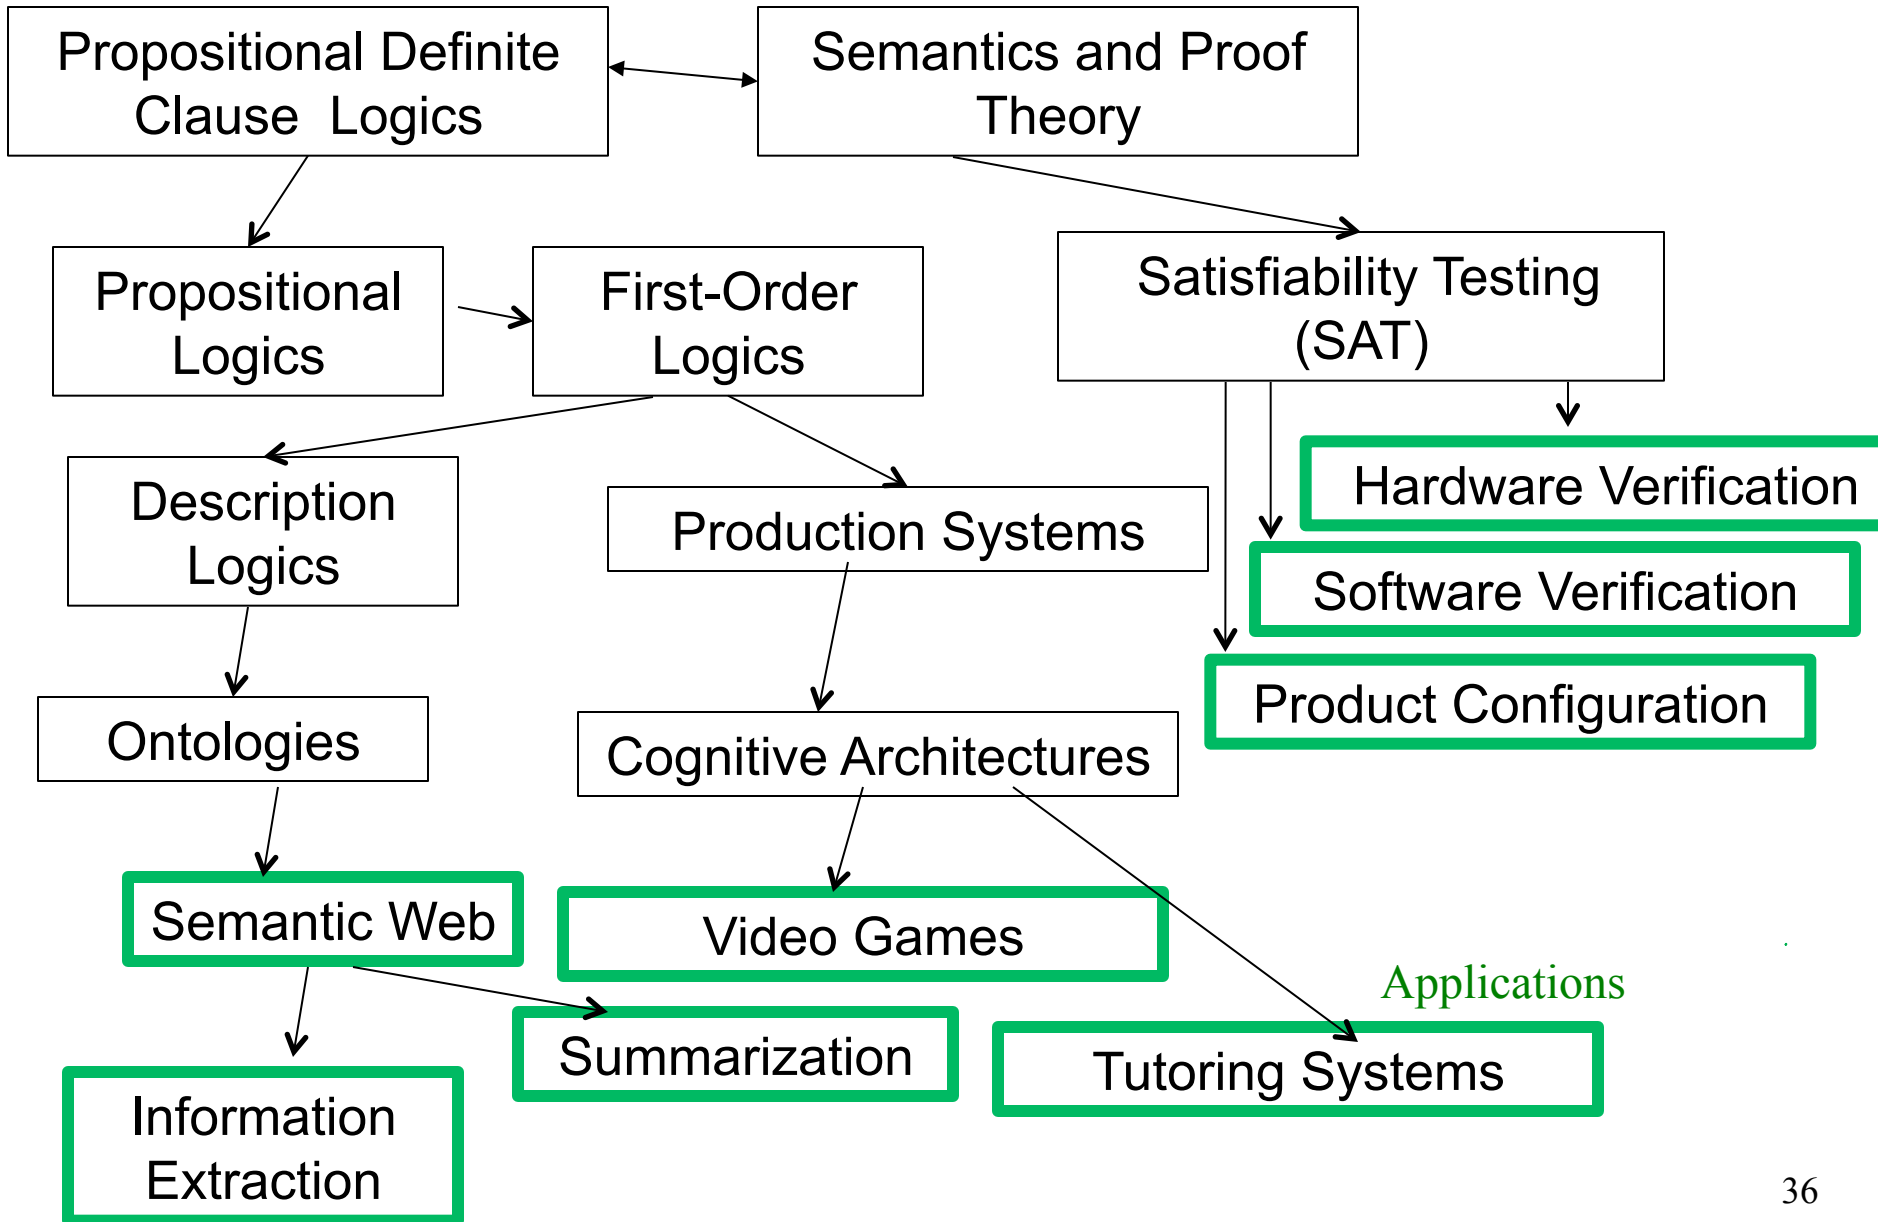 Propositional Definite
Clause  Logics
Semantics and Proof
Theory
Propositional
Logics
First-Order
Logics
Satisfiability Testing
(SAT)
Description
Logics
Production Systems
Hardware Verification
Software Verification
Product Configuration
Ontologies
Cognitive Architectures
Semantic Web
Video Games
Applications
Summarization
Tutoring Systems
Information
Extraction
36